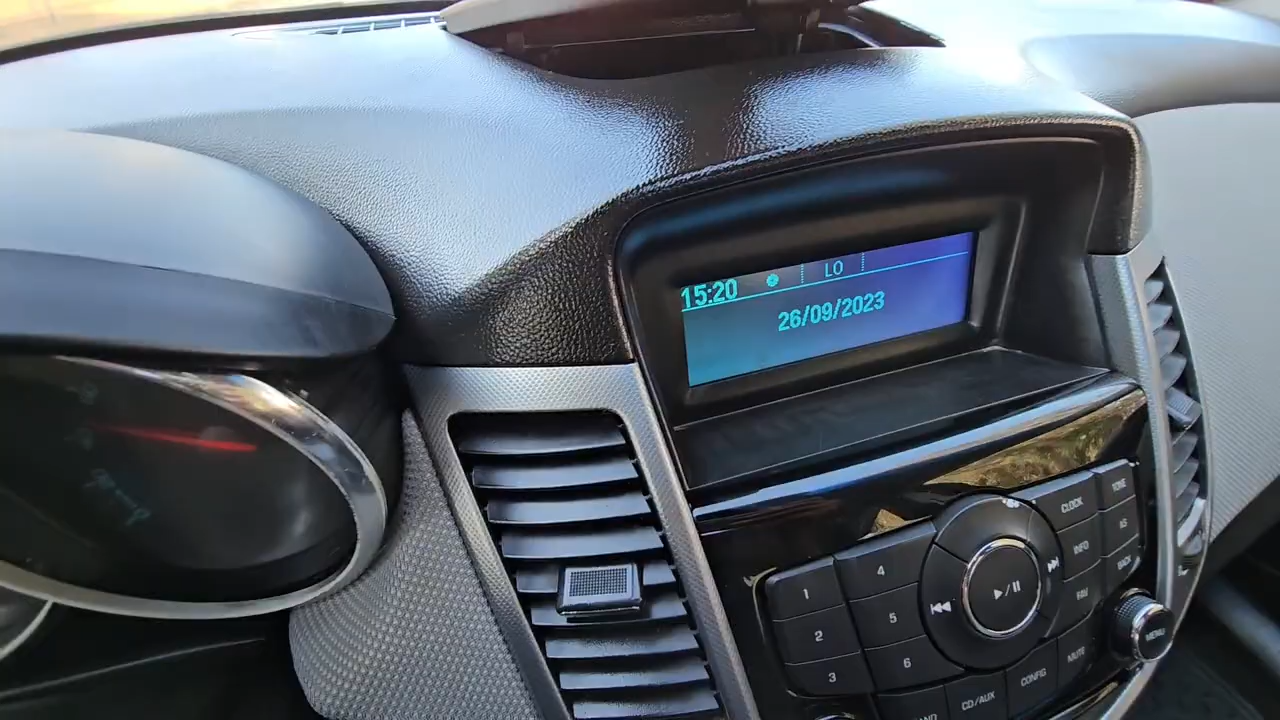 15:20 LO
26/09/2023
CLOCK TONE
1 4 INFO AS
2 5 FAV BACK
3 6 MUTE MENU
CD/AUX CONFIG